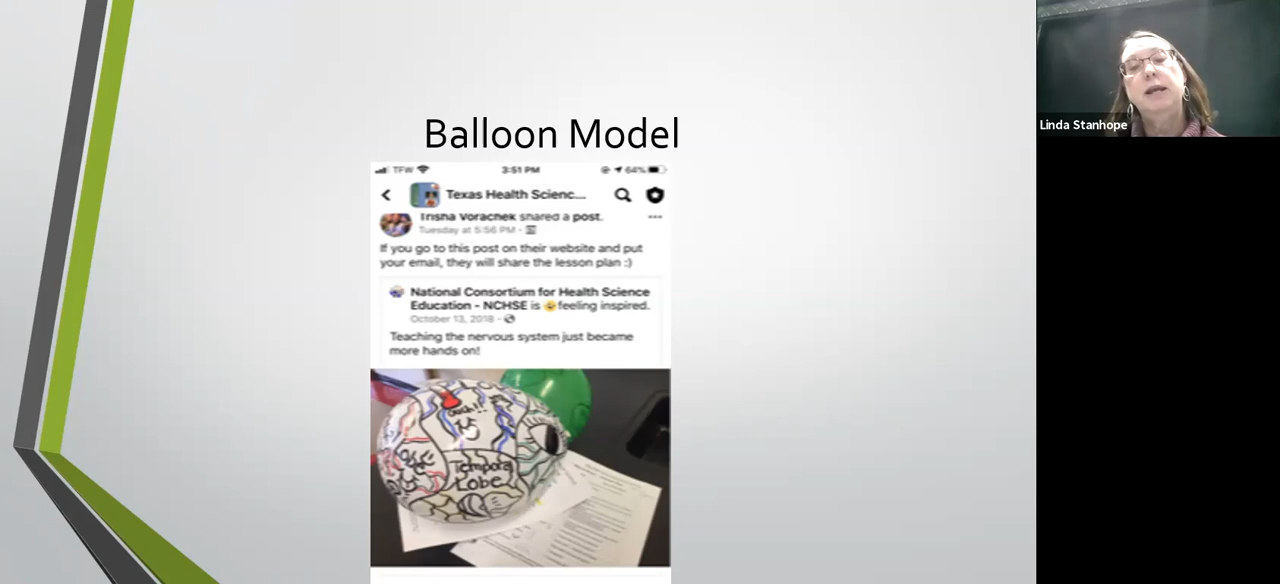 Balloon Model
TFW
3:51 PM
64%
Texas Health Scienc...
Trisha Vorachek shared a post.
Tuesday at 5:56 PM ·
If you go to this post on their website and put
your email, they will share the lesson plan :)
National Consortium for Health Science
Education - NCHSE is feeling inspired.
October 13, 2018 ·
Teaching the nervous system just became
more hands on!
ouch!!
Temporal
Lobe
Linda Stanhope